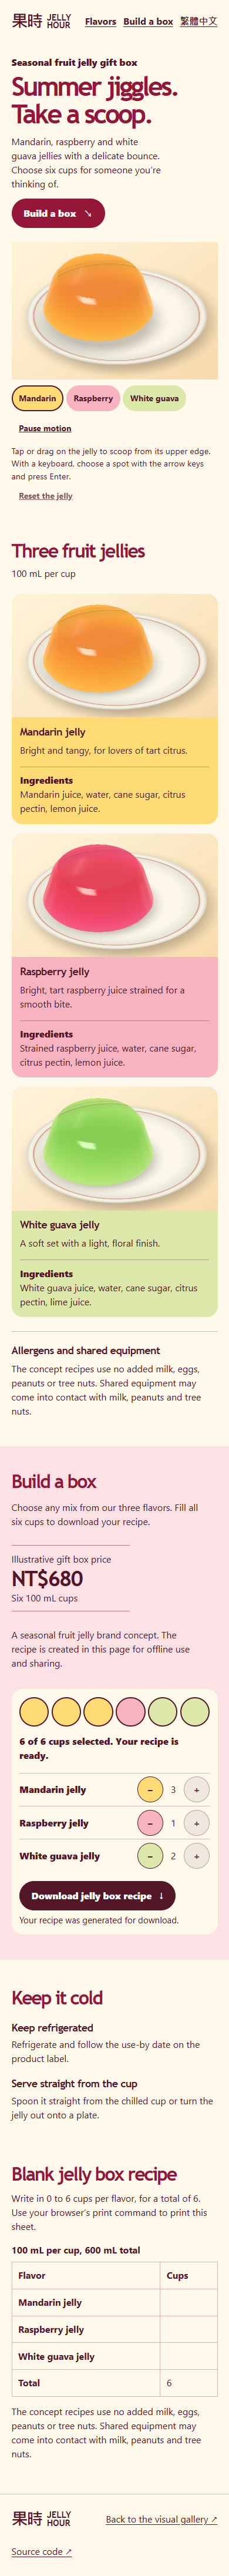 果時 JELLY HOUR
Flavors Build a box 繁體中文
Seasonal fruit jelly gift box
Summer jiggles.
Take a scoop.
Mandarin, raspberry and white
guava jellies with a delicate bounce.
Choose six cups for someone you're
thinking of.
Build a box ↘
Mandarin Raspberry White guava
Pause motion
Tap or drag on the jelly to scoop from its upper edge.
With a keyboard, choose a spot with the arrow keys
and press Enter.
Reset the jelly
Three fruit jellies
100 mL per cup
Mandarin jelly
Bright and tangy, for lovers of tart citrus.
Ingredients
Mandarin juice, water, cane sugar, citrus
pectin, lemon juice.
Raspberry jelly
Bright, tart raspberry juice strained for a
smooth bite.
Ingredients
Strained raspberry juice, water, cane sugar,
citrus pectin, lemon juice.
White guava jelly
A soft set with a light, floral finish.
Ingredients
White guava juice, water, cane sugar, citrus
pectin, lime juice.
Allergens and shared equipment
The concept recipes use no added milk, eggs,
peanuts or tree nuts. Shared equipment may
come into contact with milk, peanuts and tree
nuts.
Build a box
Choose any mix from our three flavors. Fill all
six cups to download your recipe.
Illustrative gift box price
NT$680
Six 100 mL cups
A seasonal fruit jelly brand concept. The
recipe is created in this page for offline use
and sharing.
6 of 6 cups selected. Your recipe is
ready.
Mandarin jelly − 3 +
Raspberry jelly − 1 +
White guava jelly − 2 +
Download jelly box recipe ↓
Your recipe was generated for download.
Keep it cold
Keep refrigerated
Refrigerate and follow the use-by date on the
product label.
Serve straight from the cup
Spoon it straight from the chilled cup or turn the
jelly out onto a plate.
Blank jelly box recipe
Write in 0 to 6 cups per flavor, for a total of 6.
Use your browser's print command to print this
sheet.
100 mL per cup, 600 mL total
Flavor Cups
Mandarin jelly
Raspberry jelly
White guava jelly
Total 6
The concept recipes use no added milk, eggs,
peanuts or tree nuts. Shared equipment may
come into contact with milk, peanuts and tree
nuts.
果時 JELLY HOUR
Back to the visual gallery ↗
Source code ↗